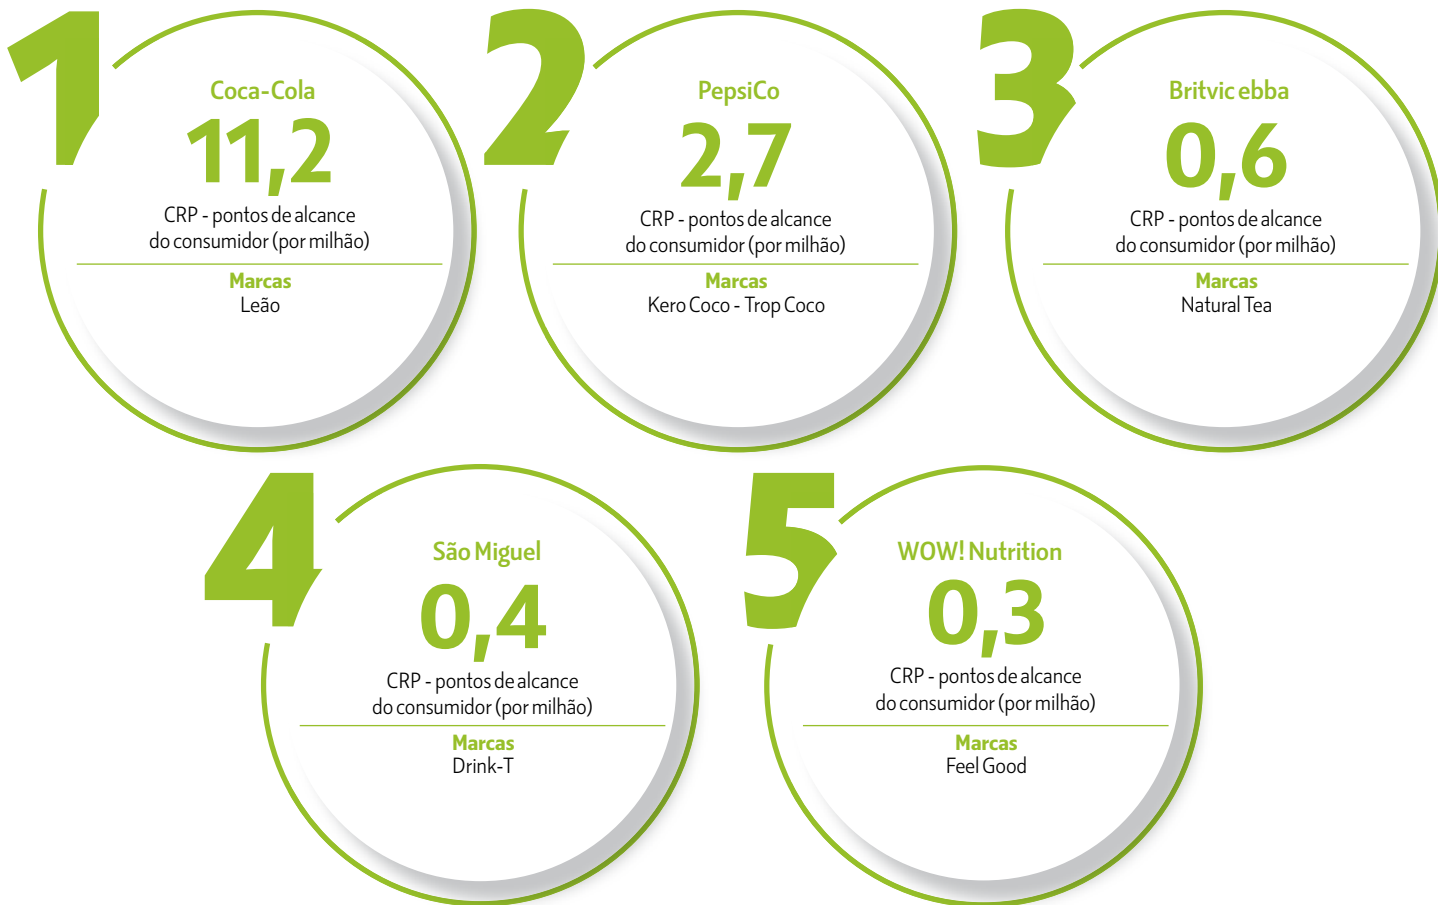 1
Coca-Cola
11,2
CRP - pontos de alcance
do consumidor (por milhão)
Marcas
Leão
2
PepsiCo
2,7
CRP - pontos de alcance
do consumidor (por milhão)
Marcas
Kero Coco - Trop Coco
3
Britvic ebba
0,6
CRP - pontos de alcance
do consumidor (por milhão)
Marcas
Natural Tea
4
São Miguel
0,4
CRP - pontos de alcance
do consumidor (por milhão)
Marcas
Drink-T
5
WOW! Nutrition
0,3
CRP - pontos de alcance
do consumidor (por milhão)
Marcas
Feel Good